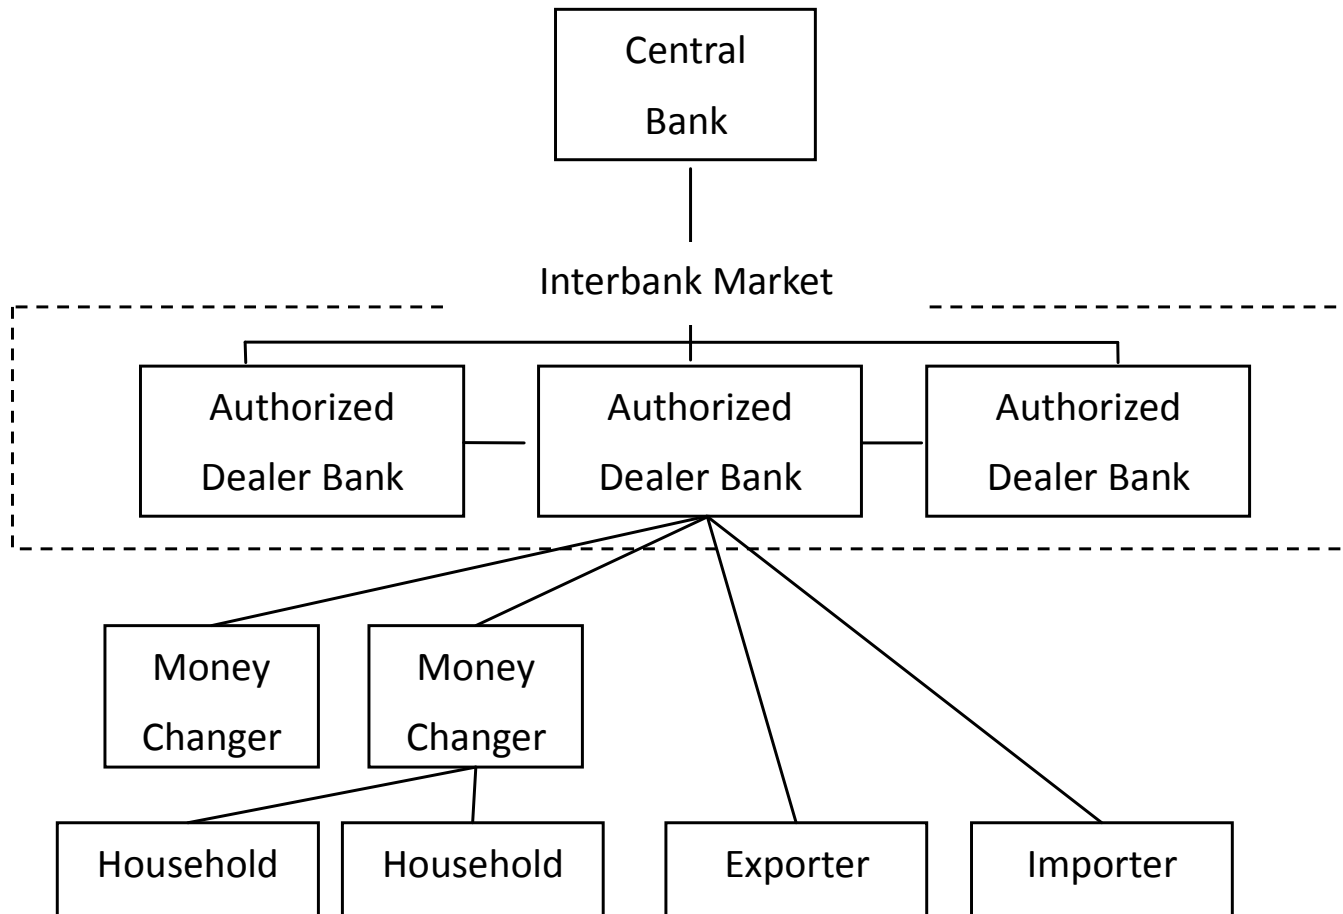 Central
Bank
Interbank Market
Authorized
Dealer Bank
Authorized
Dealer Bank
Authorized
Dealer Bank
Money
Changer
Money
Changer
Household
Household
Exporter
Importer